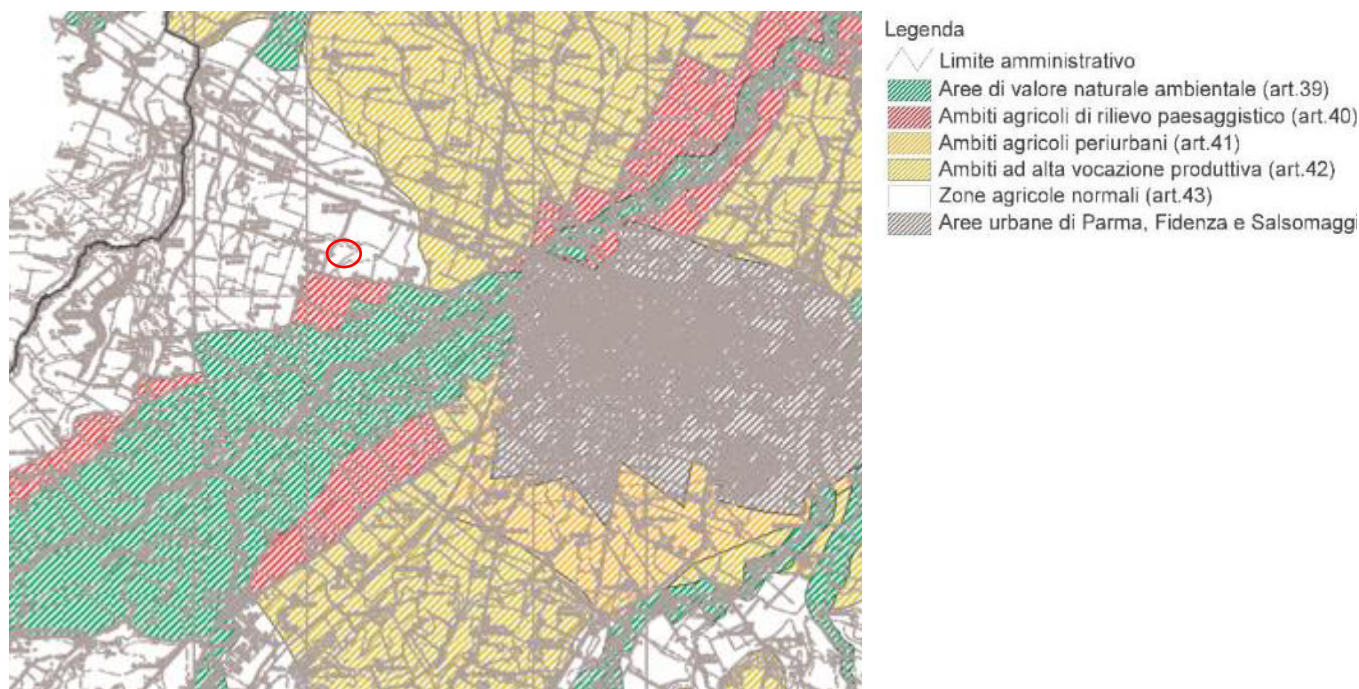 Legenda
Limite amministrativo
Aree di valore naturale ambientale (art.39)
Ambiti agricoli di rilievo paesaggistico (art.40)
Ambiti agricoli periurbani (art.41)
Ambiti ad alta vocazione produttiva (art.42)
Zone agricole normali (art.43)
Aree urbane di Parma, Fidenza e Salsomaggi